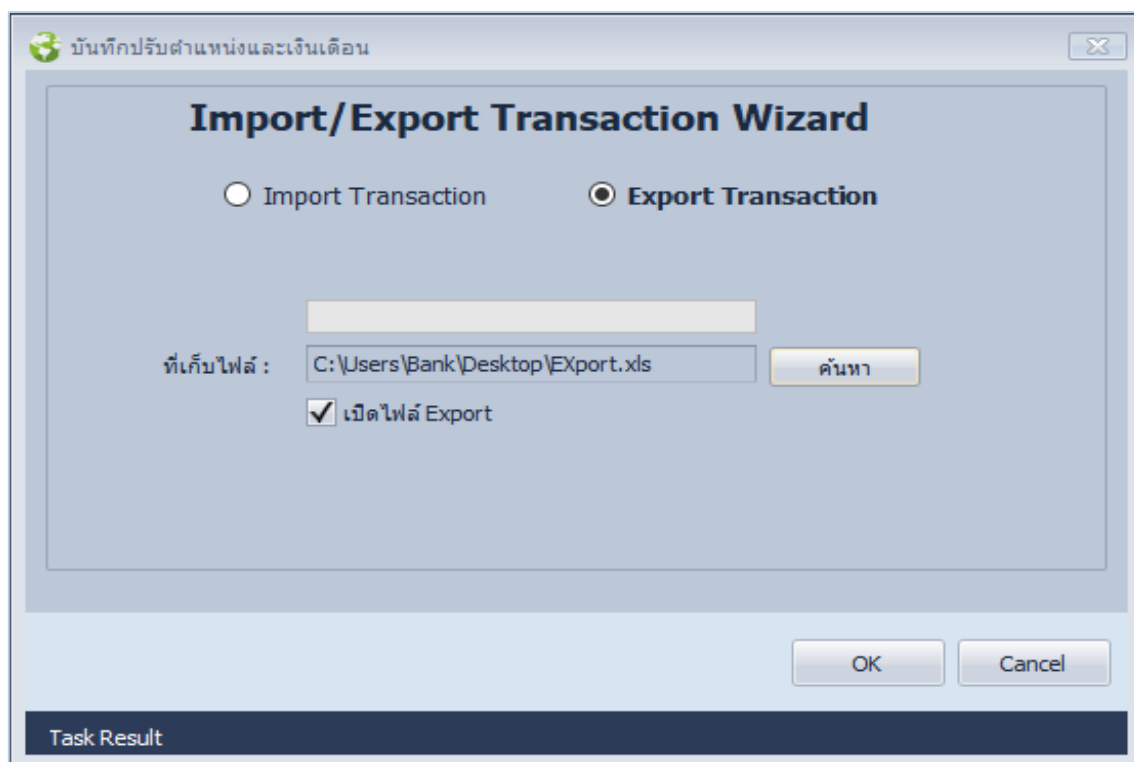 บันทึกปรับตำแหน่งและเงินเดือน
Import/Export Transaction Wizard
Import Transaction
Export Transaction
ที่เก็บไฟล์ :
C:\Users\Bank\Desktop\EXport.xls
ค้นหา
เปิดไฟล์ Export
OK
Cancel
Task Result